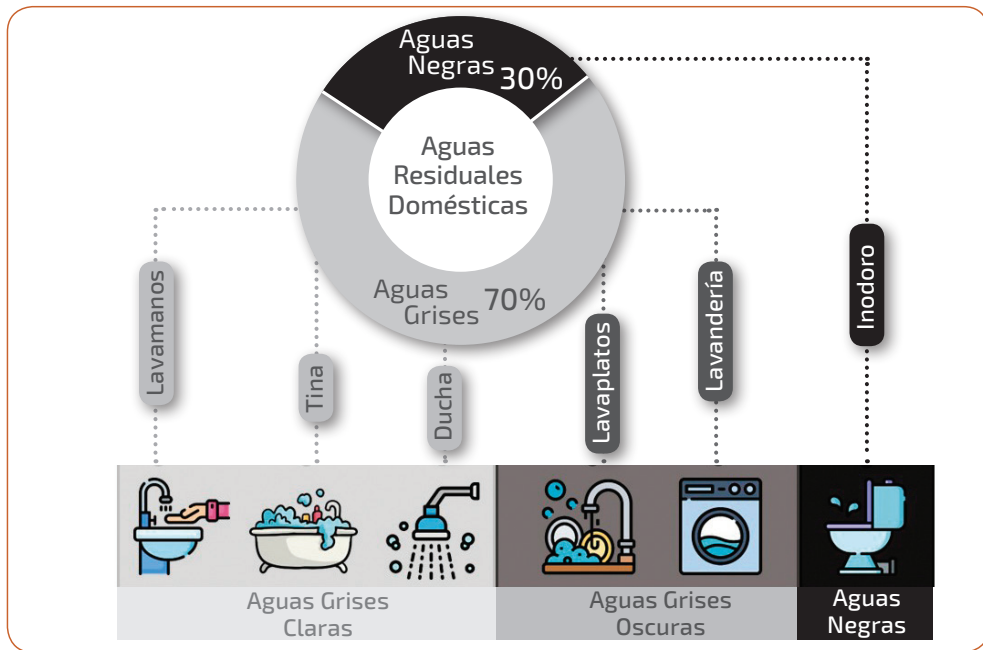 Aguas
Negras 30%
Aguas
Residuales
Domésticas
Aguas
Grises 70%
Lavamanos
Tina
Ducha
Lavaplatos
Lavandería
Inodoro
Aguas Grises
Claras
Aguas Grises
Oscuras
Aguas
Negras